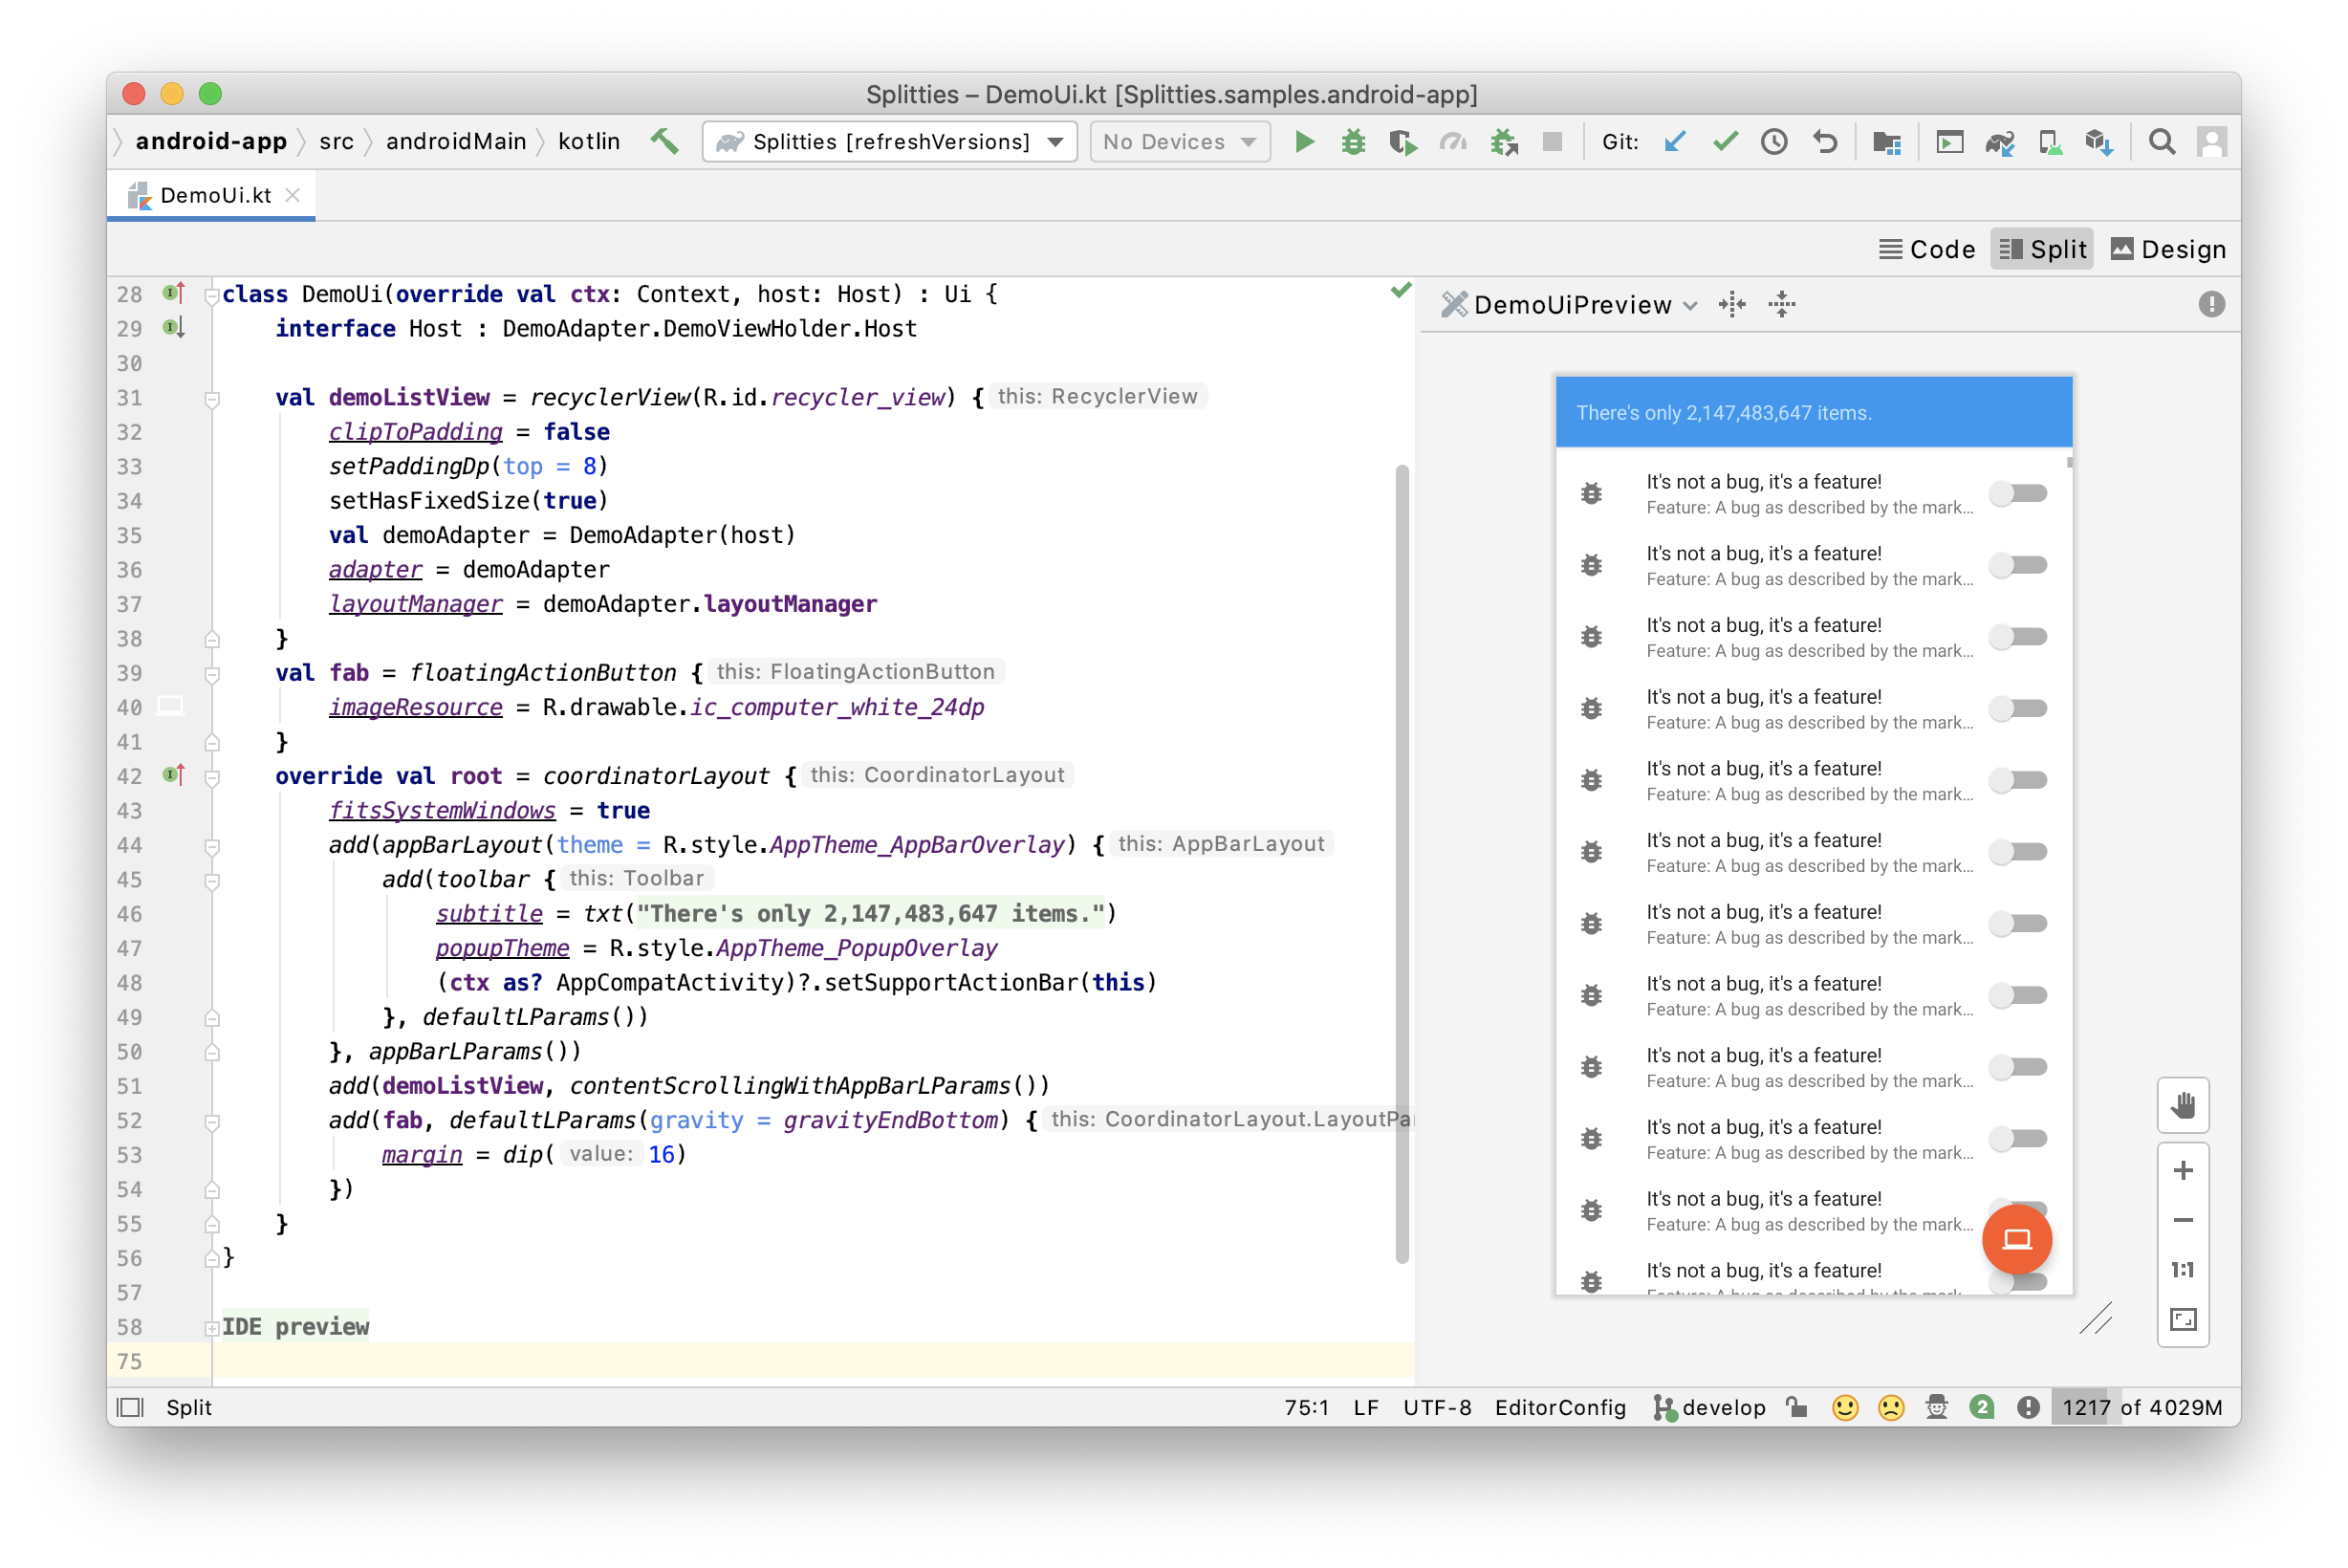 Splitties – DemoUi.kt [Splitties.samples.android-app]
android-app src androidMain kotlin Splitties [refreshVersions] No Devices Git:
DemoUi.kt
Code Split Design
28 class DemoUi(override val ctx: Context, host: Host) : Ui {
29 interface Host : DemoAdapter.DemoViewHolder.Host
30
31 val demoListView = recyclerView(R.id.recycler_view) { this: RecyclerView
32 clipToPadding = false
33 setPaddingDp(top = 8)
34 setHasFixedSize(true)
35 val demoAdapter = DemoAdapter(host)
36 adapter = demoAdapter
37 layoutManager = demoAdapter.layoutManager
38 }
39 val fab = floatingActionButton { this: FloatingActionButton
40 imageResource = R.drawable.ic_computer_white_24dp
41 }
42 override val root = coordinatorLayout { this: CoordinatorLayout
43 fitsSystemWindows = true
44 add(appBarLayout(theme = R.style.AppTheme_AppBarOverlay) { this: AppBarLayout
45 add(toolbar { this: Toolbar
46 subtitle = txt("There's only 2,147,483,647 items.")
47 popupTheme = R.style.AppTheme_PopupOverlay
48 (ctx as? AppCompatActivity)?.setSupportActionBar(this)
49 }, defaultLParams())
50 }, appBarLParams())
51 add(demoListView, contentScrollingWithAppBarLParams())
52 add(fab, defaultLParams(gravity = gravityEndBottom) { this: CoordinatorLayout.LayoutPa
53 margin = dip( value: 16)
54 })
55 }
56 }
57
58 IDE preview
75
DemoUiPreview
There's only 2,147,483,647 items.
It's not a bug, it's a feature!
Feature: A bug as described by the mark...
It's not a bug, it's a feature!
Feature: A bug as described by the mark...
It's not a bug, it's a feature!
Feature: A bug as described by the mark...
It's not a bug, it's a feature!
Feature: A bug as described by the mark...
It's not a bug, it's a feature!
Feature: A bug as described by the mark...
It's not a bug, it's a feature!
Feature: A bug as described by the mark...
It's not a bug, it's a feature!
Feature: A bug as described by the mark...
It's not a bug, it's a feature!
Feature: A bug as described by the mark...
It's not a bug, it's a feature!
Feature: A bug as described by the mark...
It's not a bug, it's a feature!
Feature: A bug as described by the mark...
It's not a bug, it's a feature!
Feature: A bug as described by the mark...
It's not a bug, it's a feature!
1:1
Split 75:1 LF UTF-8 EditorConfig develop 2 1217 of 4029M